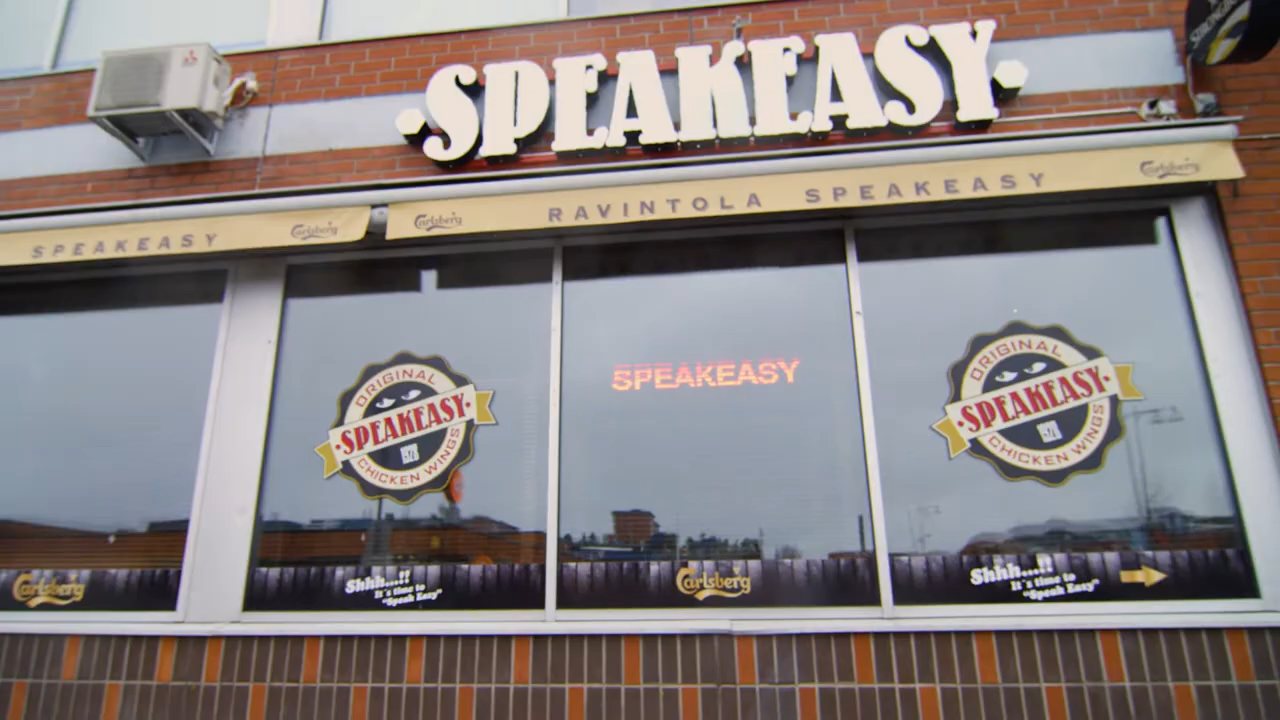 SPEAKEASY
SPEAKEASY Carlsberg
Carlsberg RAVINTOLA SPEAKEASY Carlsberg
ORIGINAL
SPEAKEASY
CHICKEN WINGS
SPEAKEASY
ORIGINAL
SPEAKEASY
CHICKEN WINGS
Carlsberg
Shhh....!!
It's time to
"Speak Easy"
Carlsberg
Shhh....!!
It's time to
"Speak Easy"